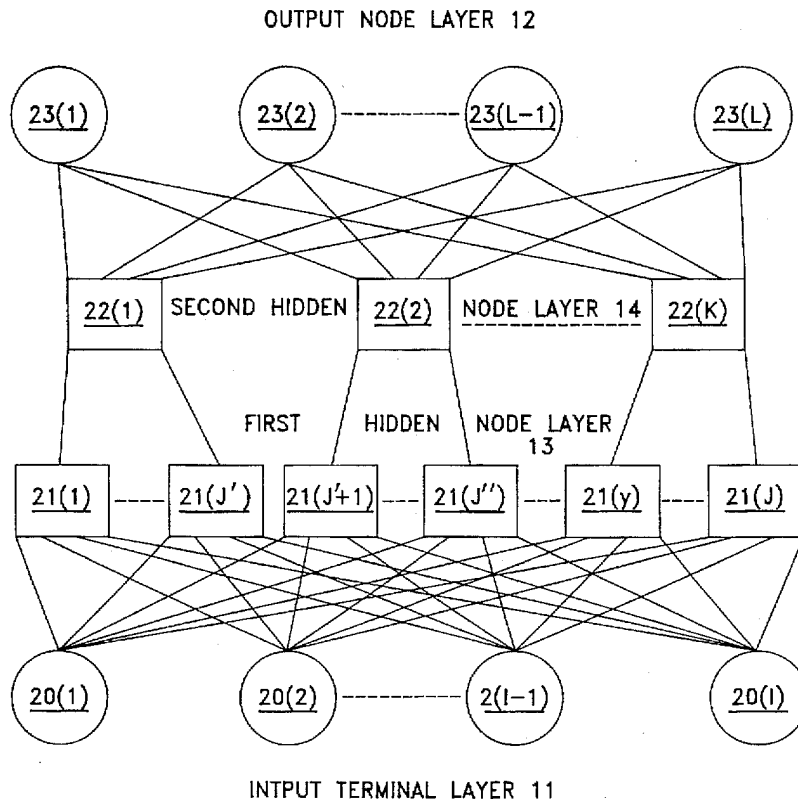 OUTPUT NODE LAYER 12
23(1) 23(2) 23(L-1) 23(L)
22(1) SECOND HIDDEN 22(2) NODE LAYER 14 22(K)
FIRST HIDDEN NODE LAYER
13
21(1) 21(J') 21(J'+1) 21(J'') 21(y) 21(J)
20(1) 20(2) 2(I-1) 20(I)
INTPUT TERMINAL LAYER 11